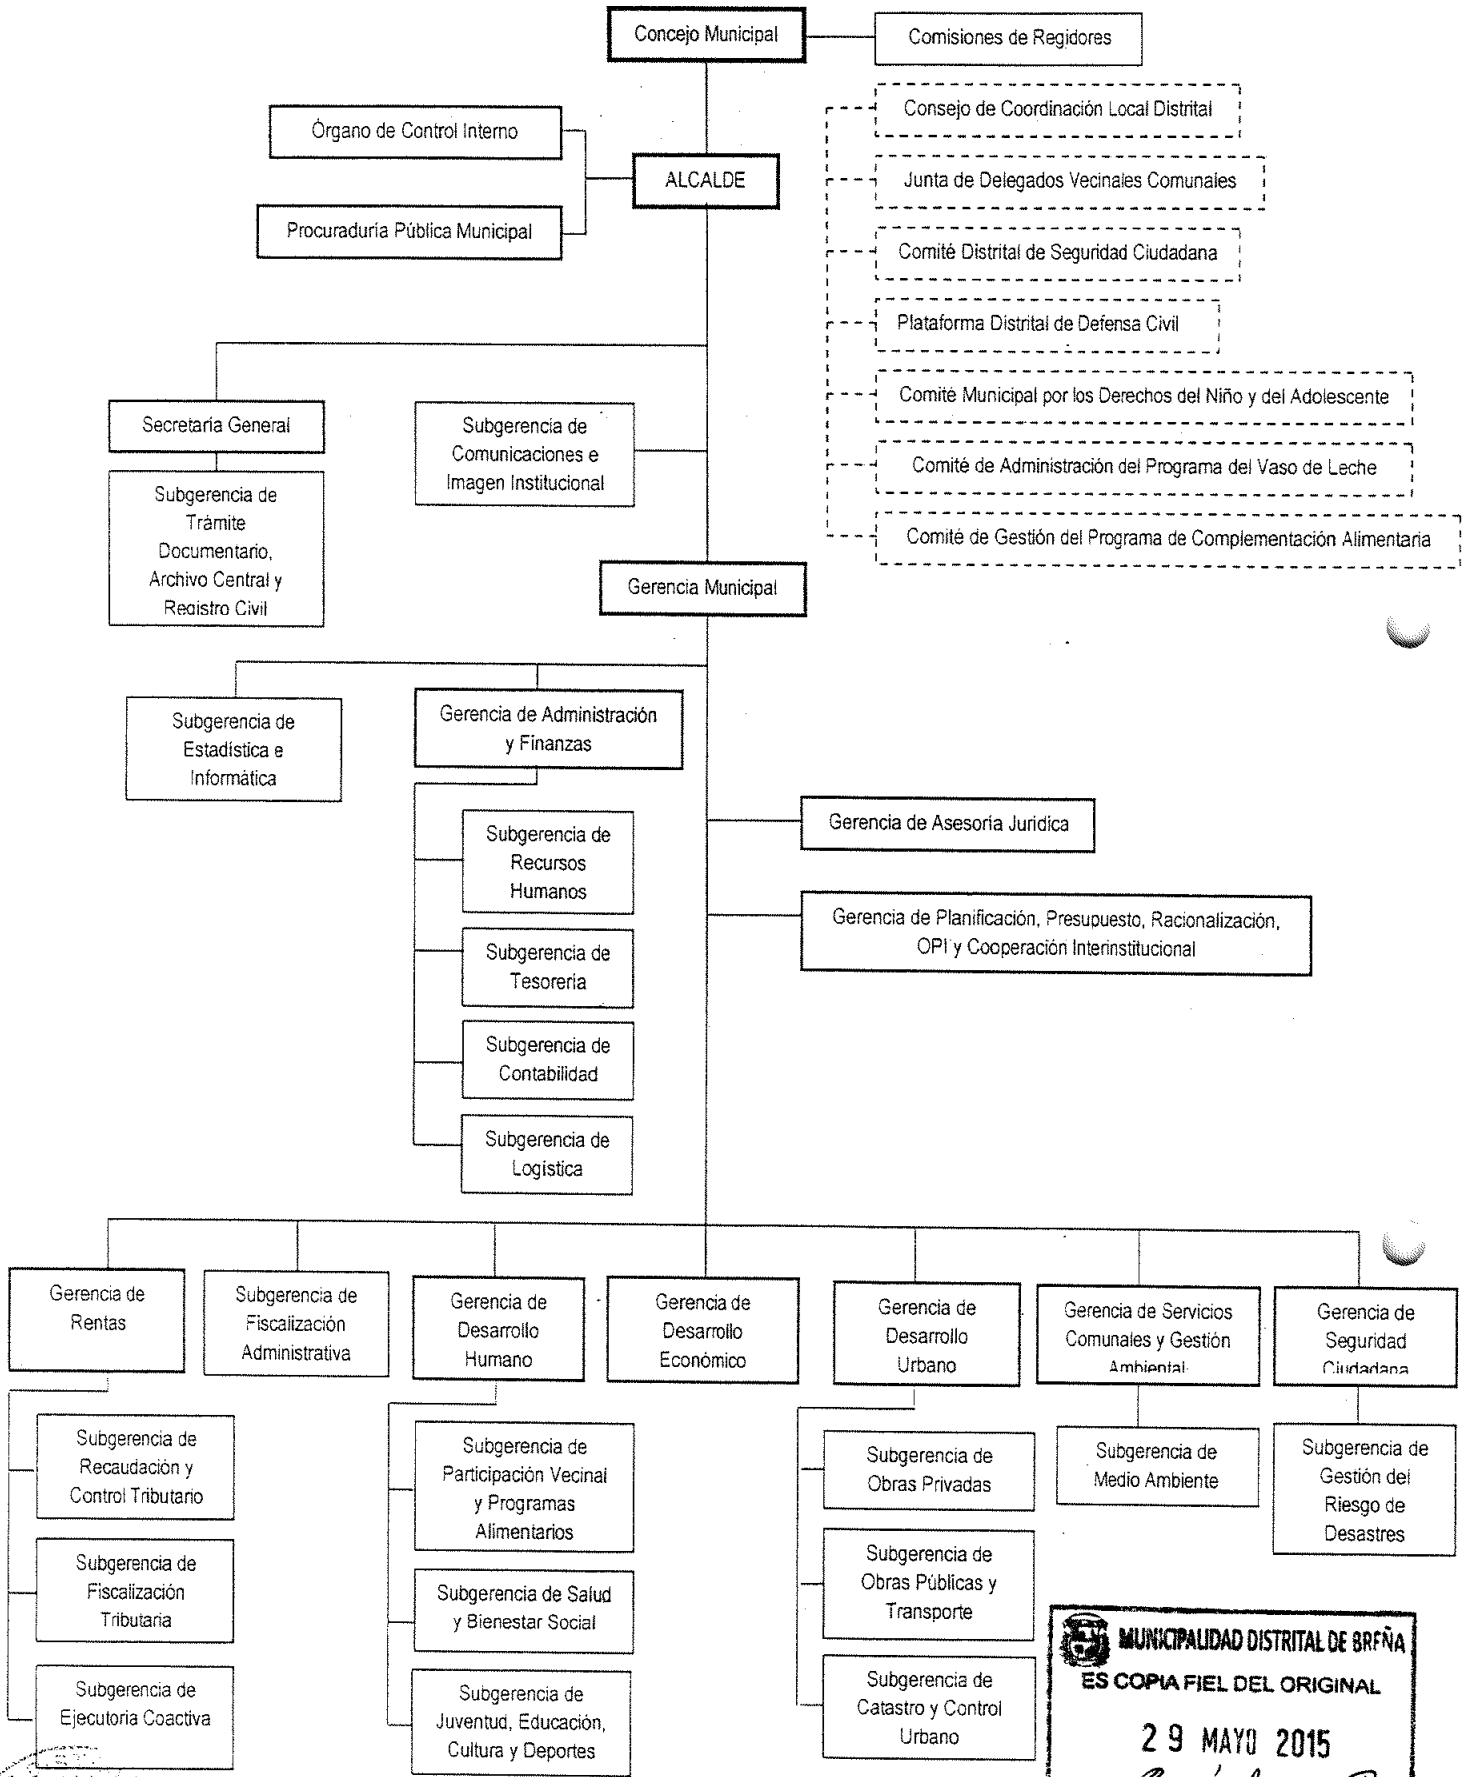 Concejo Municipal
Comisiones de Regidores
Consejo de Coordinación Local Distrital
Órgano de Control Interno
ALCALDE
Junta de Delegados Vecinales Comunales
Procuraduría Pública Municipal
Comité Distrital de Seguridad Ciudadana
Plataforma Distrital de Defensa Civil
Comité Municipal por los Derechos del Niño y del Adolescente
Comité de Administración del Programa del Vaso de Leche
Comité de Gestión del Programa de Complementación Alimentaria
Secretaría General
Subgerencia de
Trámite
Documentario,
Archivo Central y
Registro Civil
Subgerencia de
Comunicaciones e
Imagen Institucional
Gerencia Municipal
Subgerencia de
Estadística e
Informática
Gerencia de Administración
y Finanzas
Subgerencia de
Recursos
Humanos
Subgerencia de
Tesorería
Subgerencia de
Contabilidad
Subgerencia de
Logística
Gerencia de Asesoría Jurídica
Gerencia de Planificación, Presupuesto, Racionalización,
OPI y Cooperación Interinstitucional
Gerencia de
Rentas
Subgerencia de
Fiscalización
Administrativa
Gerencia de
Desarrollo
Humano
Gerencia de
Desarrollo
Económico
Gerencia de
Desarrollo
Urbano
Gerencia de Servicios
Comunales y Gestión
Ambiental
Gerencia de
Seguridad
Ciudadana
Subgerencia de
Recaudación y
Control Tributario
Subgerencia de
Fiscalización
Tributaria
Subgerencia de
Ejecutoria Coactiva
Subgerencia de
Participación Vecinal
y Programas
Alimentarios
Subgerencia de Salud
y Bienestar Social
Subgerencia de
Juventud, Educación,
Cultura y Deportes
Subgerencia de
Obras Privadas
Subgerencia de
Obras Públicas y
Transporte
Subgerencia de
Catastro y Control
Urbano
Subgerencia de
Medio Ambiente
Subgerencia de
Gestión del
Riesgo de
Desastres
MUNICIPALIDAD DISTRITAL DE BREÑA
ES COPIA FIEL DEL ORIGINAL
29 MAYO 2015